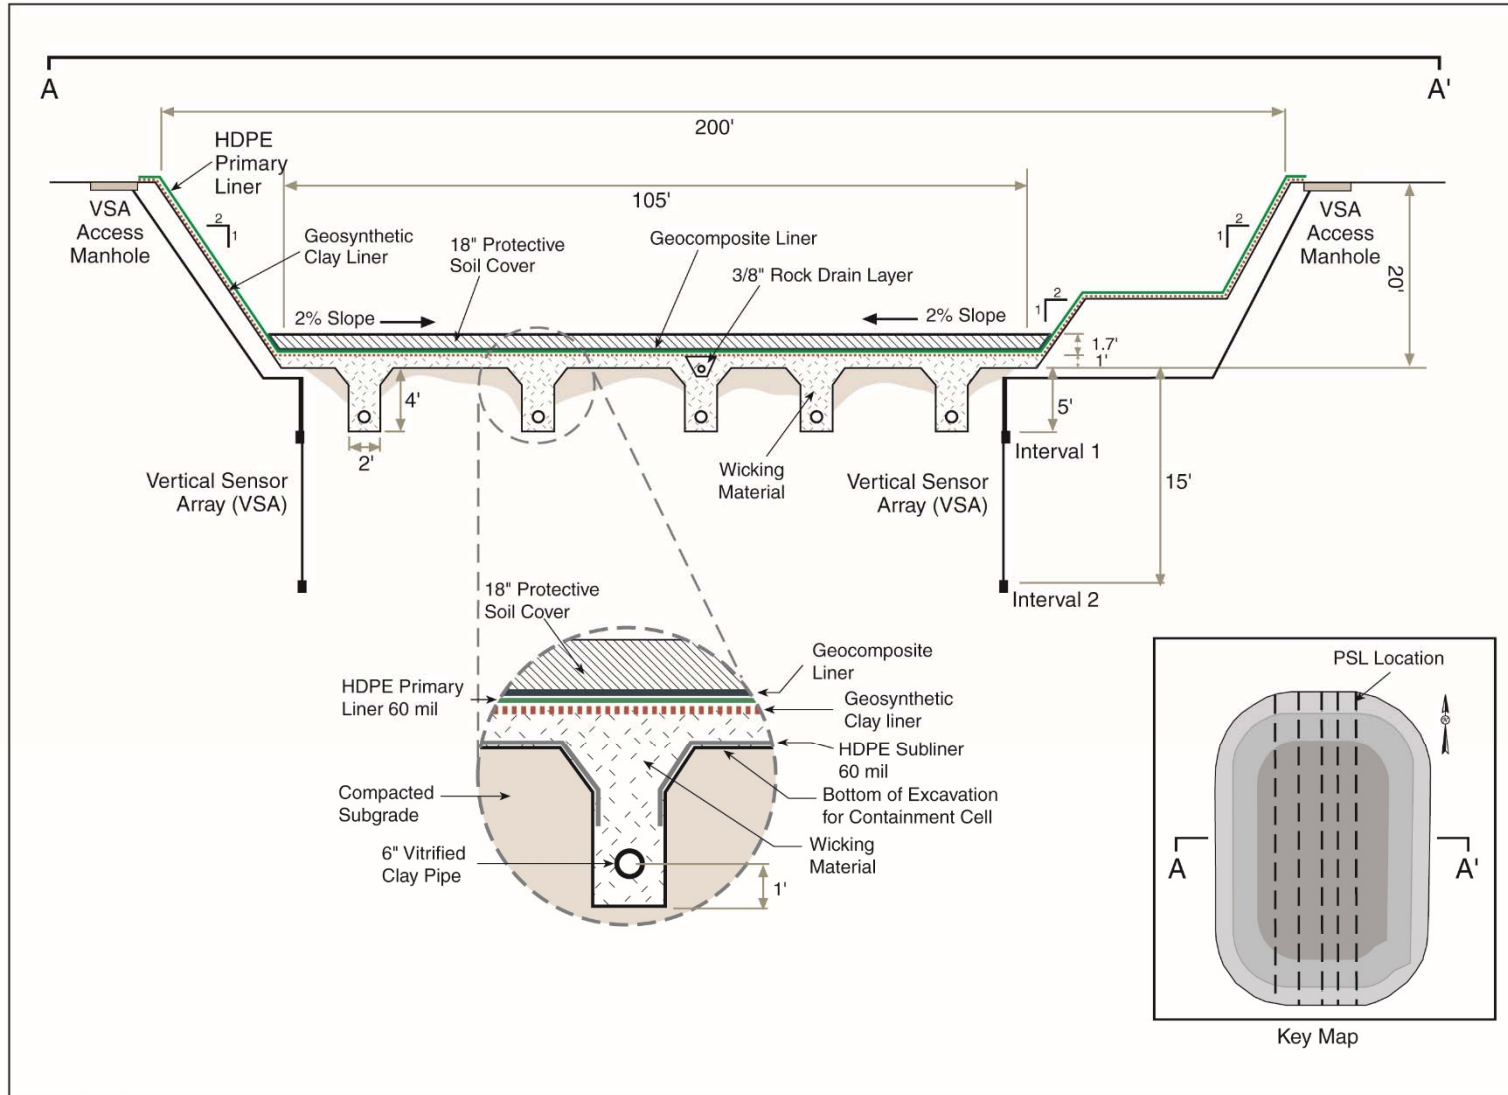 A
A'
200'
HDPE
Primary
Liner
105'
VSA
Access
Manhole
2
1
Geosynthetic
Clay Liner
18" Protective
Soil Cover
Geocomposite Liner
3/8" Rock Drain Layer
2
1
VSA
Access
Manhole
20'
2% Slope
2% Slope
2
1
1.7'
1'
4'
2'
5'
15'
Wicking
Material
Interval 1
Vertical Sensor
Array (VSA)
Vertical Sensor
Array (VSA)
Interval 2
18" Protective
Soil Cover
HDPE Primary
Liner 60 mil
Geocomposite
Liner
Geosynthetic
Clay liner
HDPE Subliner
60 mil
Compacted
Subgrade
Bottom of Excavation
for Containment Cell
Wicking
Material
6" Vitrified
Clay Pipe
1'
PSL Location
A
A'
Key Map